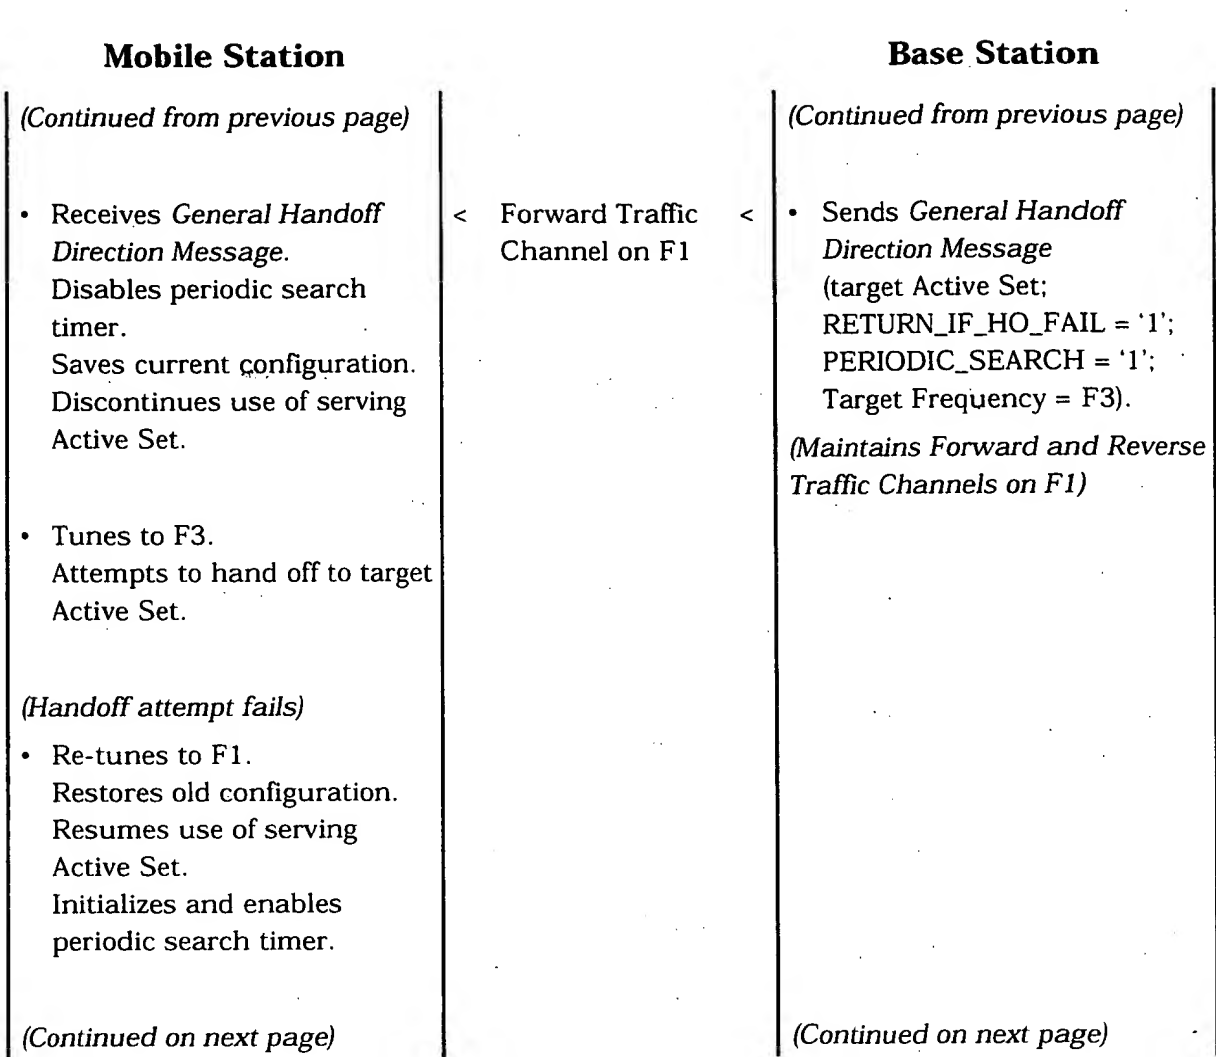 Mobile Station
Base Station
(Continued from previous page)
(Continued from previous page)
• Receives General Handoff
Direction Message.
Disables periodic search
timer.
Saves current configuration.
Discontinues use of serving
Active Set.
< Forward Traffic <
Channel on F1
• Sends General Handoff
Direction Message
(target Active Set;
RETURN_IF_HO_FAIL = '1';
PERIODIC_SEARCH = '1';
Target Frequency = F3).
(Maintains Forward and Reverse
Traffic Channels on F1)
• Tunes to F3.
Attempts to hand off to target
Active Set.
(Handoff attempt fails)
• Re-tunes to F1.
Restores old configuration.
Resumes use of serving
Active Set.
Initializes and enables
periodic search timer.
(Continued on next page)
(Continued on next page)